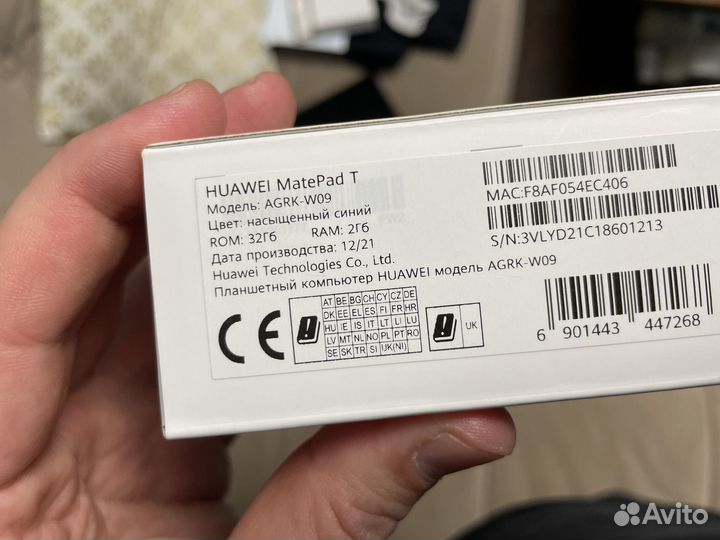 HUAWEI MatePad T
Модель: AGRK-W09
Цвет: насыщенный синий
ROM: 32Гб RAM: 2Гб
Дата производства: 12/21
Huawei Technologies Co., Ltd.
Планшетный компьютер HUAWEI модель AGRK-W09
MAC:F8AF054EC406
S/N:3VLYD21C18601213
CE
AT BE BG CH CY CZ DE
DK EE EL ES FI FR HR
HU IE IS IT LT LI LU
LV MT NL NO PL PT RO
SE SK TR SI UK(NI)
UK
6 901443 447268
Avito